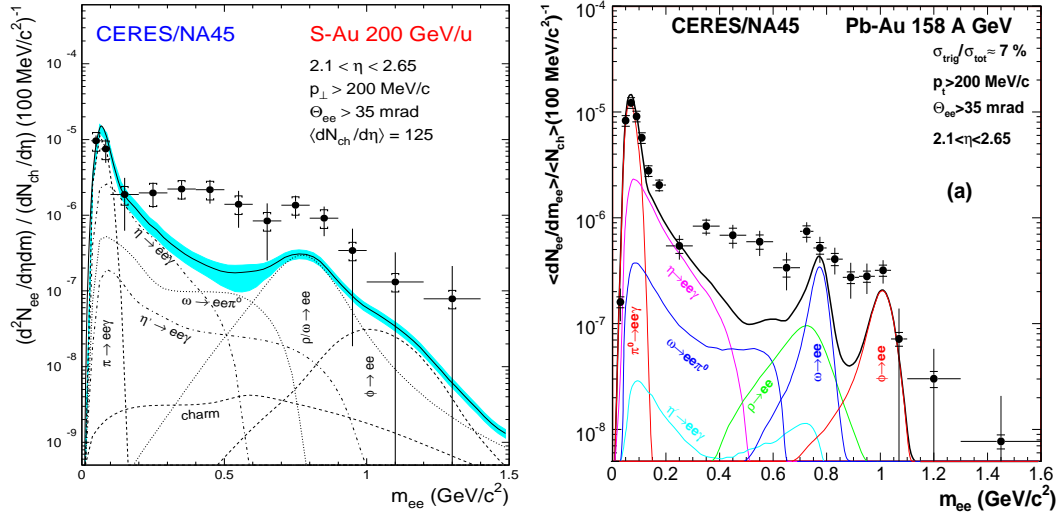 CERES/NA45
S-Au 200 GeV/u
2.1 < η < 2.65
p⊥ > 200 MeV/c
Θee > 35 mrad
⟨dNch/dη⟩ = 125
(d²Nee/dηdm) / (dNch/dη) (100 MeV/c²)⁻¹
10⁻⁴
10⁻⁵
10⁻⁶
10⁻⁷
10⁻⁸
10⁻⁹
η → eeγ
ω → eeπ⁰
η' → eeγ
π → eeγ
ρ/ω → ee
φ → ee
charm
0 0.5 1 1.5
mee (GeV/c²)
CERES/NA45 Pb-Au 158 A GeV
σtrig/σtot ≈ 7 %
pt>200 MeV/c
Θee>35 mrad
2.1<η<2.65
(a)
<dNee/dmee>/<Nch>(100 MeV/c²)⁻¹
10⁻⁴
10⁻⁵
10⁻⁶
10⁻⁷
10⁻⁸
π⁰→eeγ
η→eeγ
ω→eeπ⁰
η'→eeγ
ρ→ee
ω→ee
φ→ee
0 0.2 0.4 0.6 0.8 1 1.2 1.4 1.6
mee (GeV/c²)